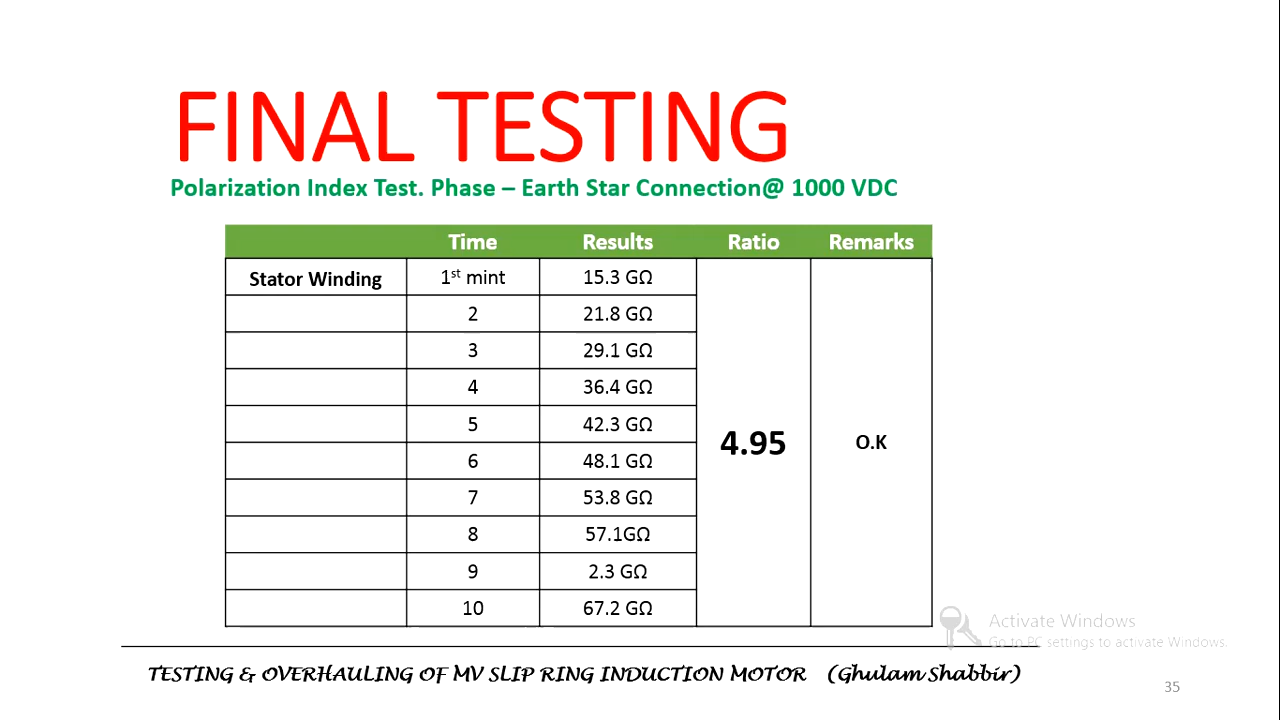 FINAL TESTING
Polarization Index Test. Phase – Earth Star Connection@ 1000 VDC
Time Results Ratio Remarks
Stator Winding 1st mint 15.3 GΩ
2 21.8 GΩ
3 29.1 GΩ
4 36.4 GΩ
5 42.3 GΩ
4.95 O.K
6 48.1 GΩ
7 53.8 GΩ
8 57.1GΩ
9 2.3 GΩ
10 67.2 GΩ
Activate Windows
Go to PC settings to activate Windows.
TESTING & OVERHAULING OF MV SLIP RING INDUCTION MOTOR (Ghulam Shabbir)
35